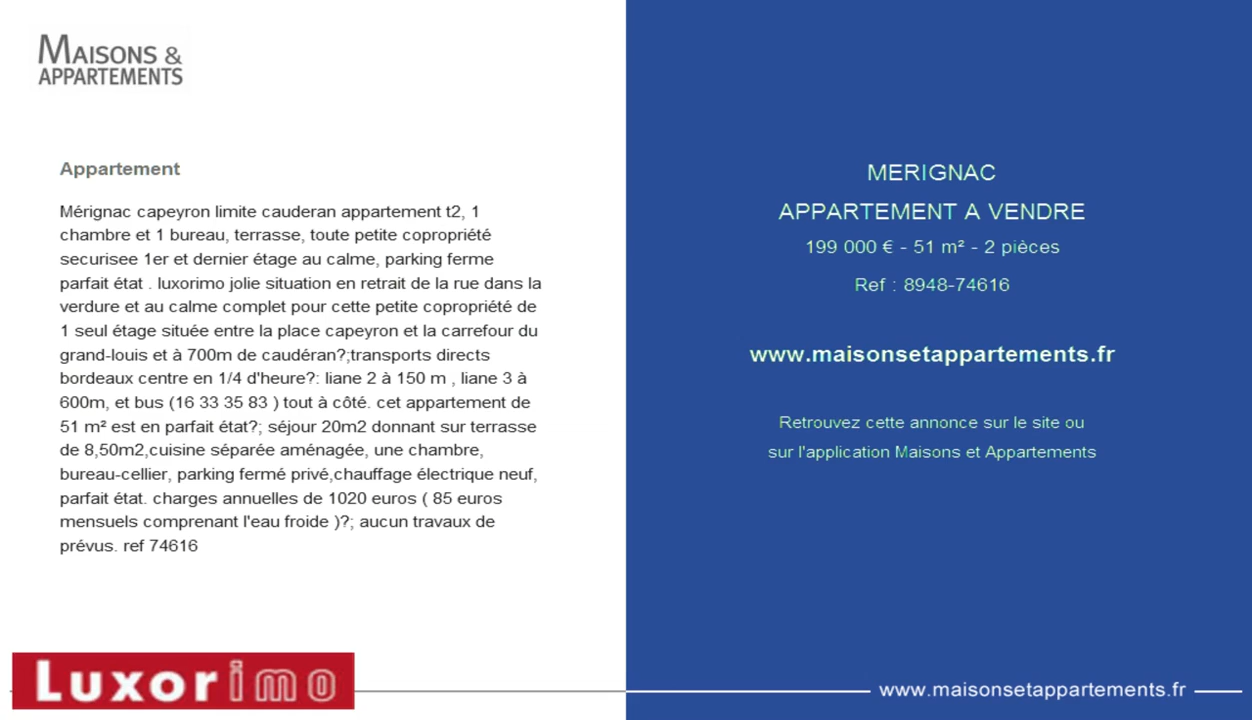 MAISONS &
APPARTEMENTS
Appartement
Mérignac capeyron limite cauderan appartement t2, 1
chambre et 1 bureau, terrasse, toute petite copropriété
securisee 1er et dernier étage au calme, parking ferme
parfait état . luxorimo jolie situation en retrait de la rue dans la
verdure et au calme complet pour cette petite copropriété de
1 seul étage située entre la place capeyron et la carrefour du
grand-louis et à 700m de caudéran?;transports directs
bordeaux centre en 1/4 d'heure?: liane 2 à 150 m , liane 3 à
600m, et bus (16 33 35 83 ) tout à côté. cet appartement de
51 m² est en parfait état?; séjour 20m2 donnant sur terrasse
de 8,50m2,cuisine séparée aménagée, une chambre,
bureau-cellier, parking fermé privé,chauffage électrique neuf,
parfait état. charges annuelles de 1020 euros ( 85 euros
mensuels comprenant l'eau froide )?; aucun travaux de
prévus. ref 74616
Luxorimo
MERIGNAC
APPARTEMENT A VENDRE
199 000 € - 51 m² - 2 pièces
Ref : 8948-74616
www.maisonsetappartements.fr
Retrouvez cette annonce sur le site ou
sur l'application Maisons et Appartements
www.maisonsetappartements.fr